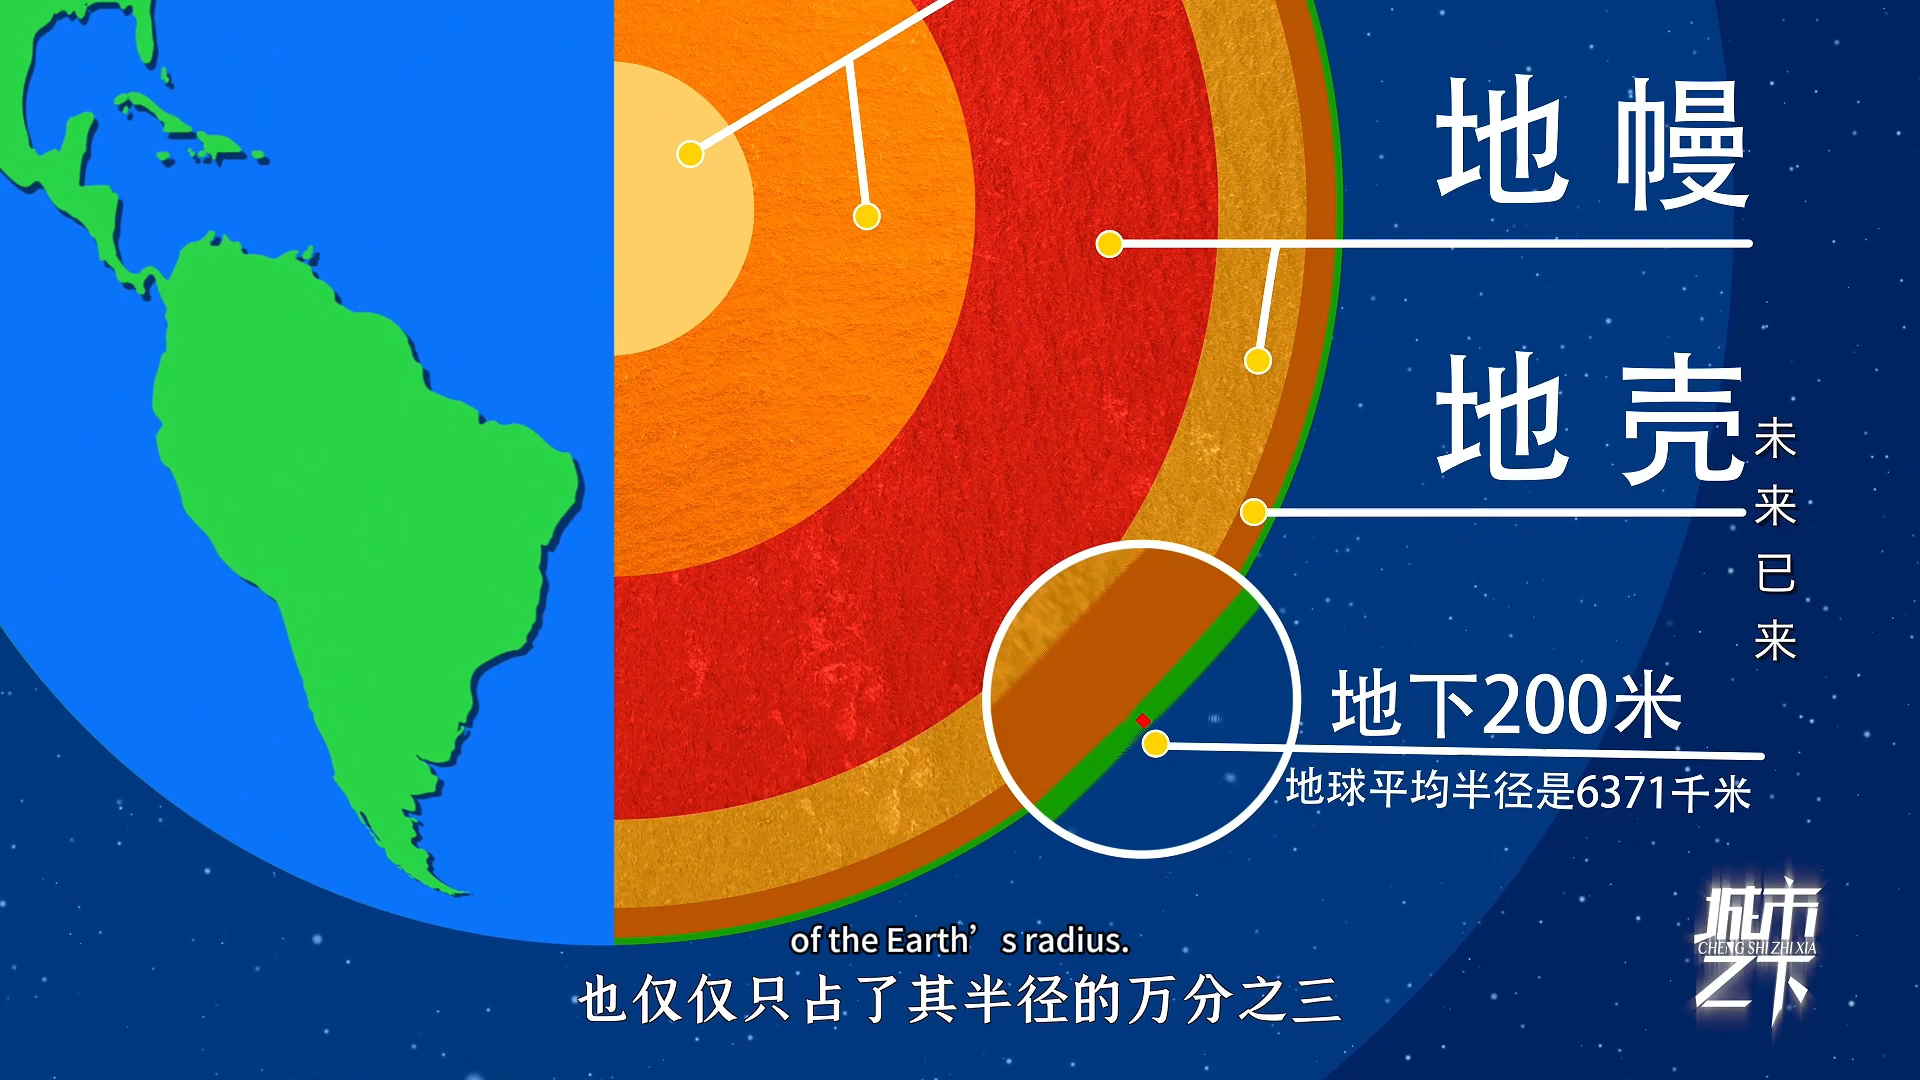 地幔
地壳
未来已来
地下200米
地球平均半径是6371千米
城市之下
CHENG SHI ZHI XIA
of the Earth’s radius.
也仅仅只占了其半径的万分之三